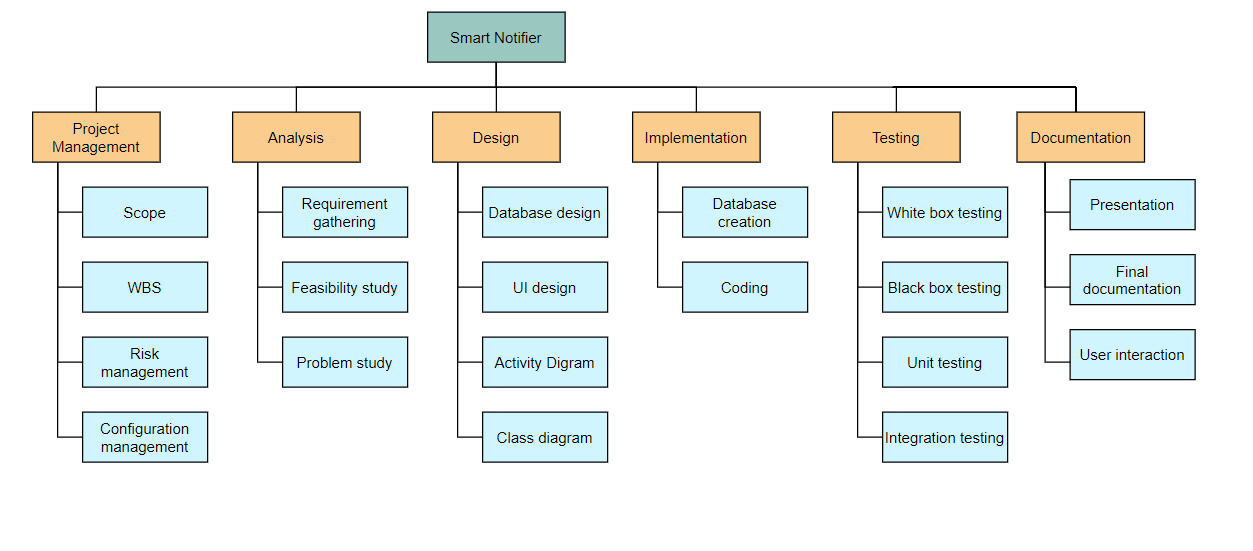 Smart Notifier
Project
Management
Analysis
Design
Implementation
Testing
Documentation
Scope
WBS
Risk
management
Configuration
management
Requirement
gathering
Feasibility study
Problem study
Database design
UI design
Activity Digram
Class diagram
Database
creation
Coding
White box testing
Black box testing
Unit testing
Integration testing
Presentation
Final
documentation
User interaction